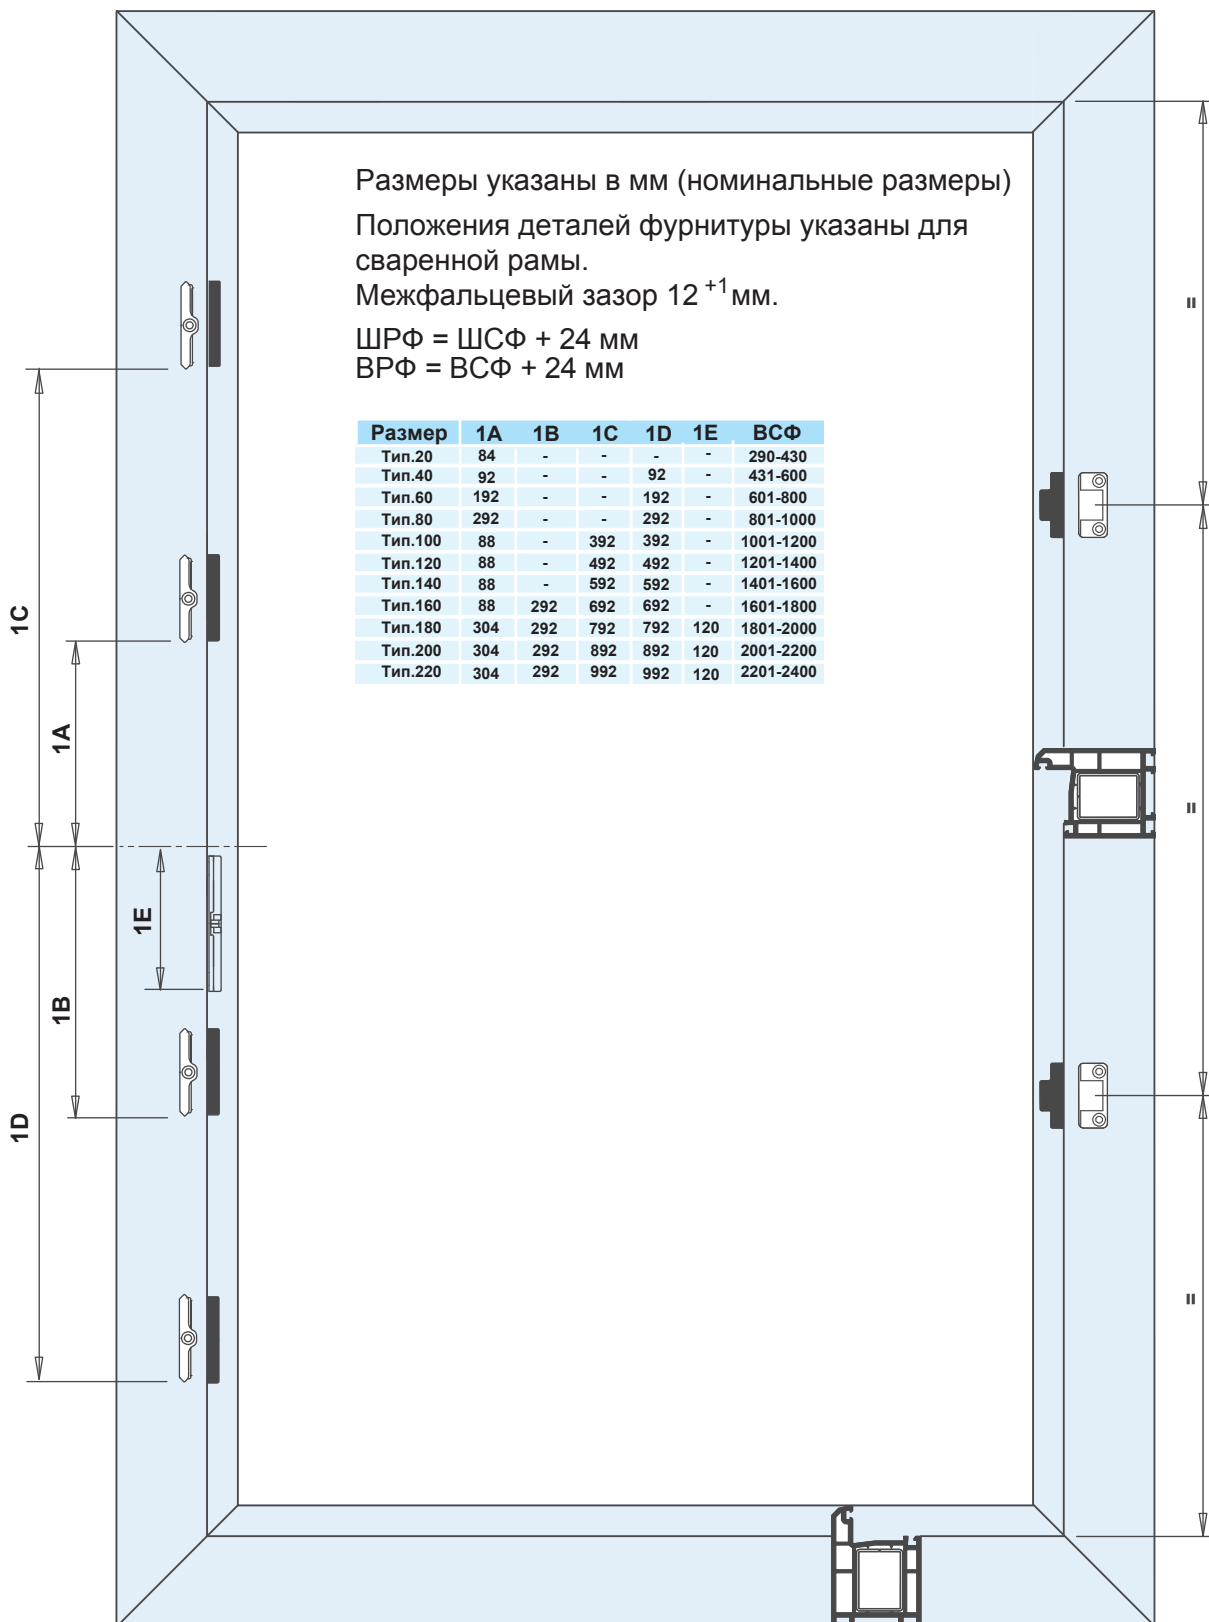 Размеры указаны в мм (номинальные размеры)
Положения деталей фурнитуры указаны для
сваренной рамы.
Межфальцевый зазор 12 +1 мм.
ШРФ = ШСФ + 24 мм
ВРФ = ВСФ + 24 мм
Размер 1A 1B 1C 1D 1E ВСФ
Тип.20 84 - - - - 290-430
Тип.40 92 - - 92 - 431-600
Тип.60 192 - - 192 - 601-800
Тип.80 292 - - 292 - 801-1000
Тип.100 88 - 392 392 - 1001-1200
Тип.120 88 - 492 492 - 1201-1400
Тип.140 88 - 592 592 - 1401-1600
Тип.160 88 292 692 692 - 1601-1800
Тип.180 304 292 792 792 120 1801-2000
Тип.200 304 292 892 892 120 2001-2200
Тип.220 304 292 992 992 120 2201-2400
1C
1A
1E
1B
1D
=
=
=